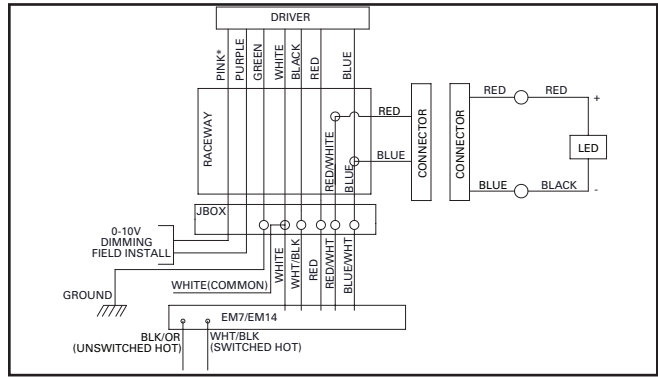 DRIVER
PINK*
PURPLE
GREEN
WHITE
BLACK
RED
BLUE
RACEWAY
RED/WHITE
BLUE
RED
BLUE
CONNECTOR
CONNECTOR
RED
RED
+
LED
BLUE
BLACK
-
JBOX
0-10V
DIMMING
FIELD INSTALL
WHITE
WHT/BLK
RED
RED/WHT
BLUE/WHT
WHITE(COMMON)
GROUND
EM7/EM14
BLK/OR
(UNSWITCHED HOT)
WHT/BLK
(SWITCHED HOT)